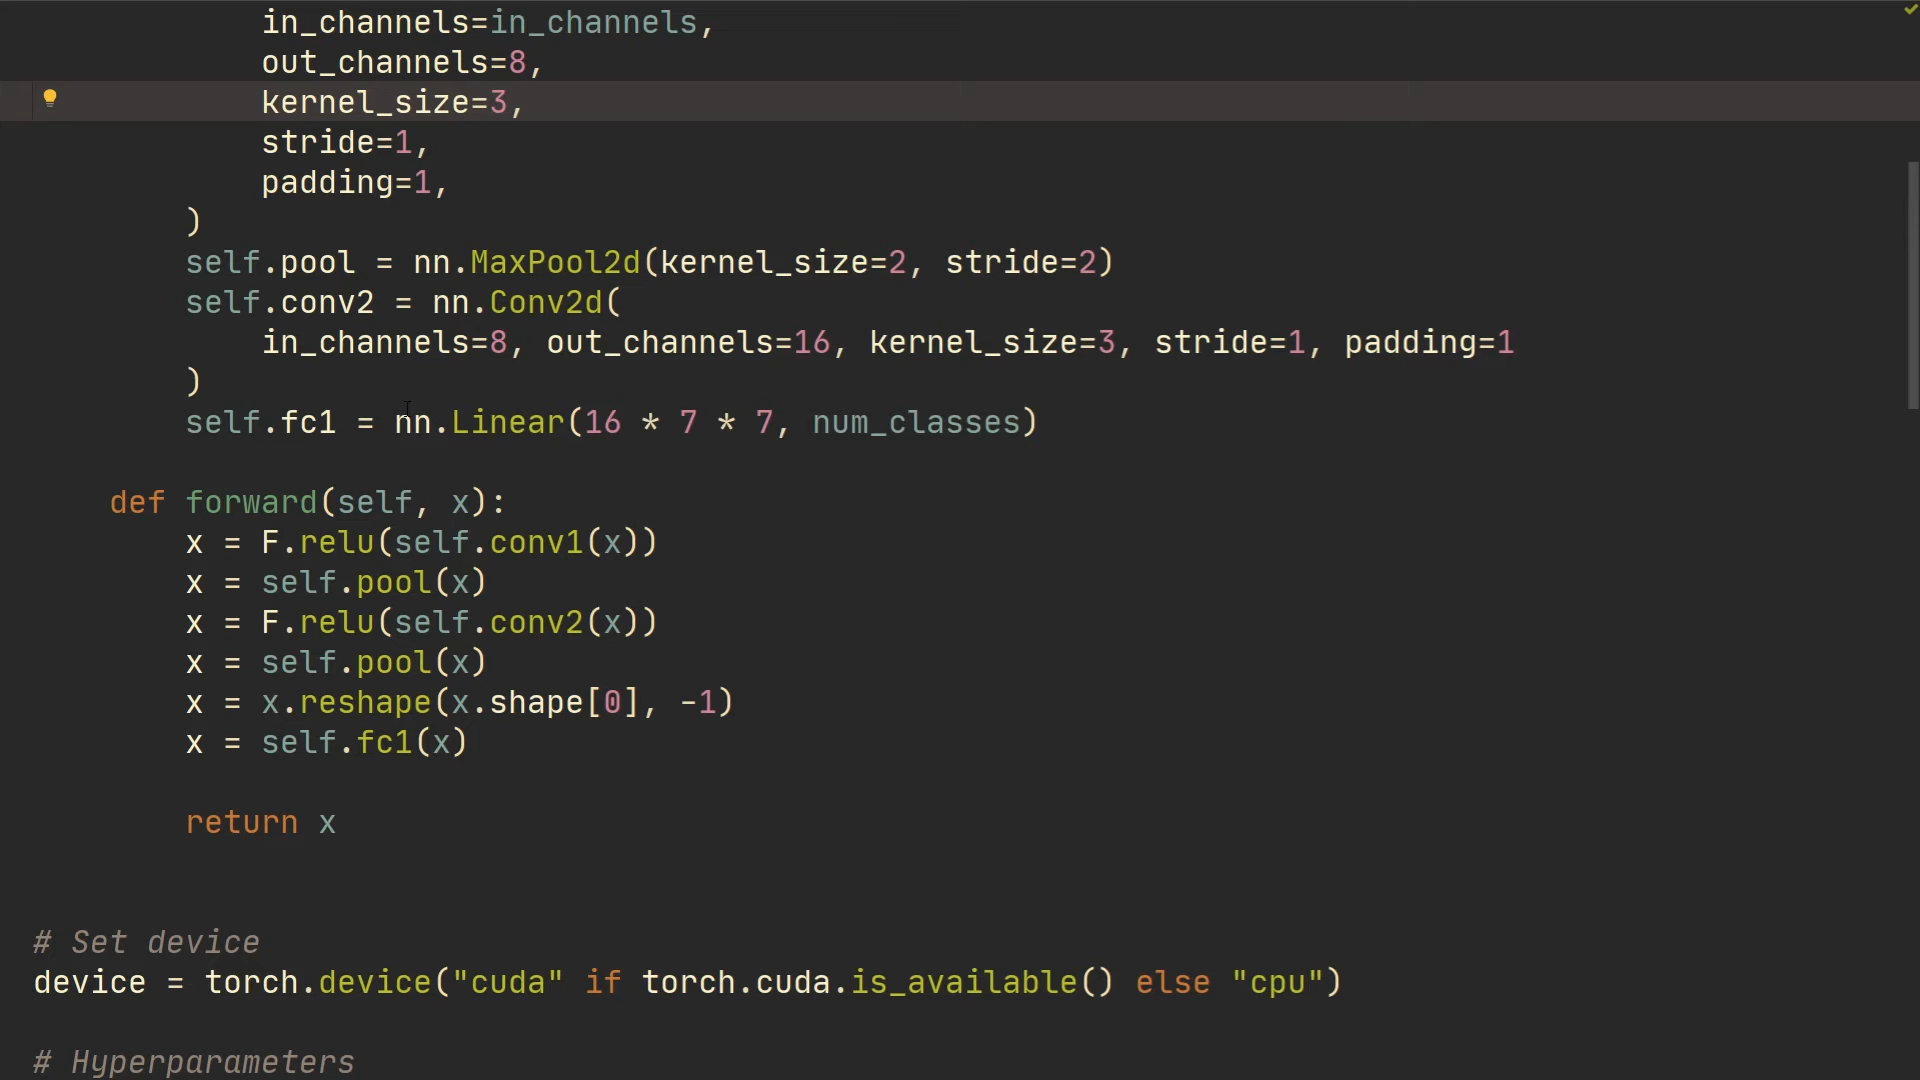 in_channels=in_channels,
out_channels=8,
kernel_size=3,
stride=1,
padding=1,
)
self.pool = nn.MaxPool2d(kernel_size=2, stride=2)
self.conv2 = nn.Conv2d(
in_channels=8, out_channels=16, kernel_size=3, stride=1, padding=1
)
self.fc1 = nn.Linear(16 * 7 * 7, num_classes)
def forward(self, x):
x = F.relu(self.conv1(x))
x = self.pool(x)
x = F.relu(self.conv2(x))
x = self.pool(x)
x = x.reshape(x.shape[0], -1)
x = self.fc1(x)
return x
# Set device
device = torch.device("cuda" if torch.cuda.is_available() else "cpu")
# Hyperparameters